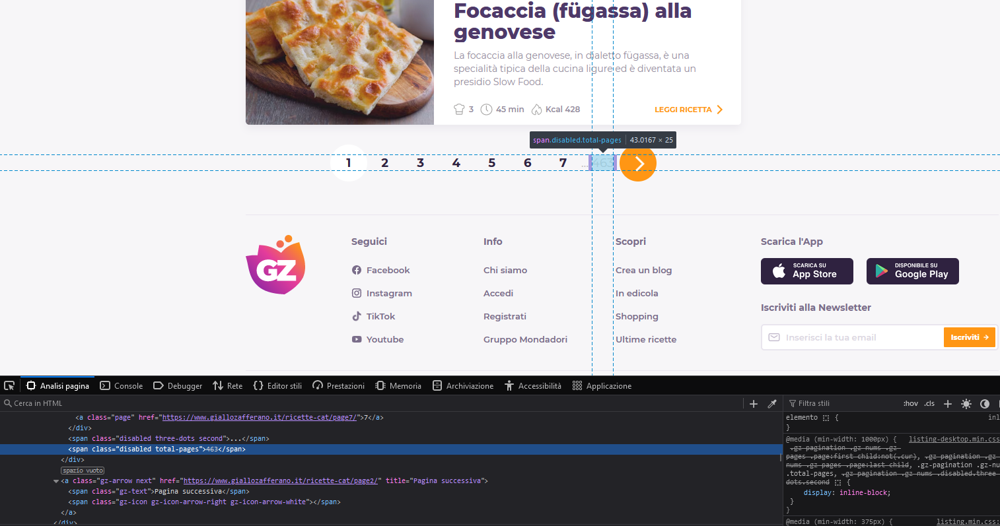 Focaccia (fügassa) alla
genovese
La focaccia alla genovese, in dialetto fügassa, è una
specialità tipica della cucina ligure ed è diventata un
presidio Slow Food.
3 45 min Kcal 428 LEGGI RICETTA
span.disabled.total-pages 43.0167 × 25
1 2 3 4 5 6 7 ... 463
GZ
Seguici
Facebook
Instagram
TikTok
Youtube
Info
Chi siamo
Accedi
Registrati
Gruppo Mondadori
Scopri
Crea un blog
In edicola
Shopping
Ultime ricette
Scarica l'App
SCARICA SU
App Store
DISPONIBILE SU
Google Play
Iscriviti alla Newsletter
Inserisci la tua email Iscriviti →
Analisi pagina Console Debugger Rete Editor stili Prestazioni Memoria Archiviazione Accessibilità Applicazione
Cerca in HTML
<a class="page" href="https://www.giallozafferano.it/ricette-cat/page7/">7</a>
</div>
<span class="disabled three-dots second">...</span>
<span class="disabled total-pages">463</span>
</div>
spazio vuoto
<a class="gz-arrow next" href="https://www.giallozafferano.it/ricette-cat/page2/" title="Pagina successiva">
<span class="gz-text">Pagina successiva</span>
<span class="gz-icon gz-icon-arrow-right gz-icon-arrow-white"></span>
</a>
</div>
Filtra stili :hov .cls +
elemento { inl
}
@media (min-width: 1000px) { listing-desktop.min.css
.gz-pagination .gz-nums .gz-
pages .page:first-child:not(.cur), .gz-pagination .gz-
nums .gz-pages .page:last-child, .gz-pagination .gz-nu
.total-pages, .gz-pagination .gz-nums .disabled.three-
dots.second {
display: inline-block;
}
}
@media (min-width: 375px) { listing.min.css: